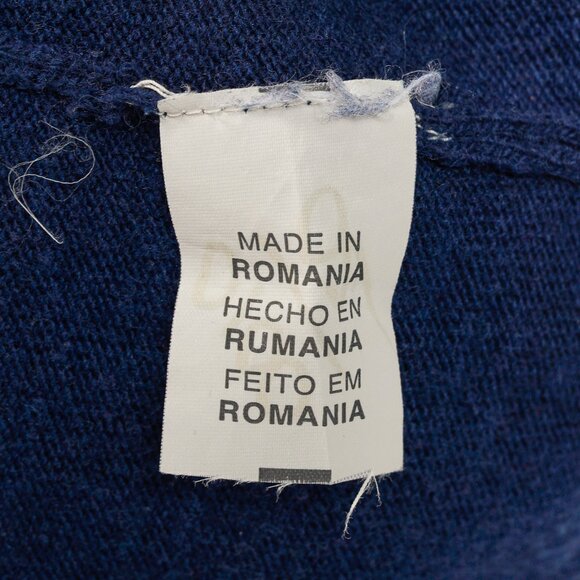 MADE IN
ROMANIA
HECHO EN
RUMANIA
FEITO EM
ROMANIA